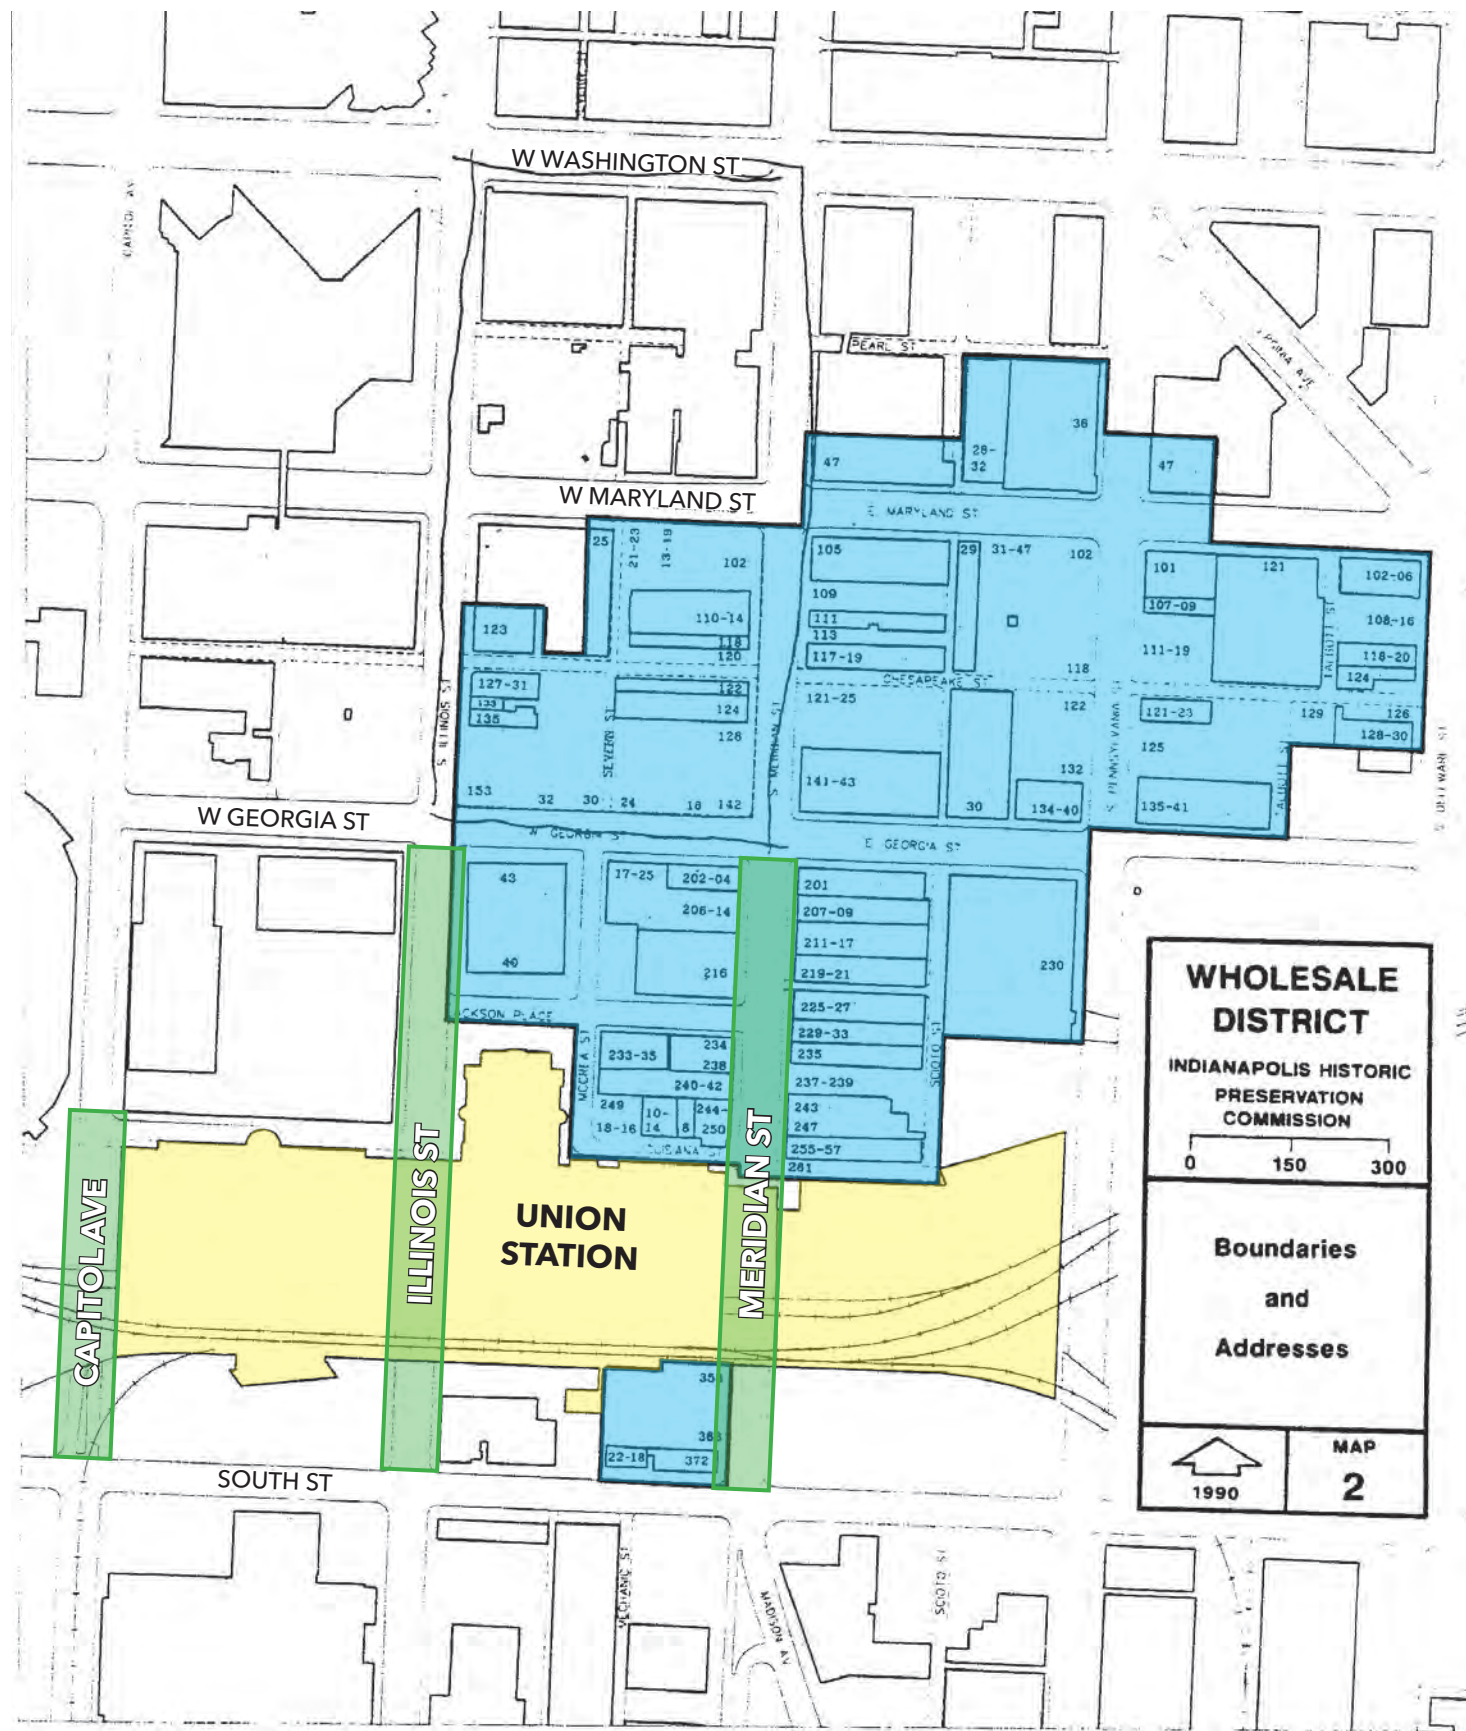 W WASHINGTON ST
CAPITOL AV
PEARL ST
VIRGINIA AVE
36
28-
32
47
47
W MARYLAND ST
E. MARYLAND ST
25
21-23
13-19
102
105
29
31-47
102
101
121
102-06
109
107-09
110-14
111
108-16
123
118
113
111-19
118-20
120
117-19
118
124
CHESAPEAKE ST
TALBOTT ST
127-31
122
121-25
133
124
122
121-23
129
126
135
126
125
128-30
S. ILLINOIS ST
SEVERN ST
S. MERIDIAN ST
S. PENNSYLVANIA ST
TALBOTT ST
S. DELAWARE ST
141-43
132
153
32
30
24
18
142
30
134-40
135-41
W GEORGIA ST
W. GEORGIA ST
E. GEORGIA ST
43
17-25
202-04
201
206-14
207-09
211-17
40
216
219-21
230
225-27
229-33
234
235
233-35
238
240-42
237-239
MCCREA ST
SCIOTO ST
249
10-
14
8
244-
250
243
18-16
247
255-57
261
WHOLESALE
DISTRICT
INDIANAPOLIS HISTORIC
PRESERVATION
COMMISSION
0 150 300
Boundaries
and
Addresses
1990
MAP
2
CAPITOL AVE
ILLINOIS ST
MERIDIAN ST
UNION
STATION
22-18
372
SOUTH ST
MECHANIC ST
MADISON AV
SCIOTO ST